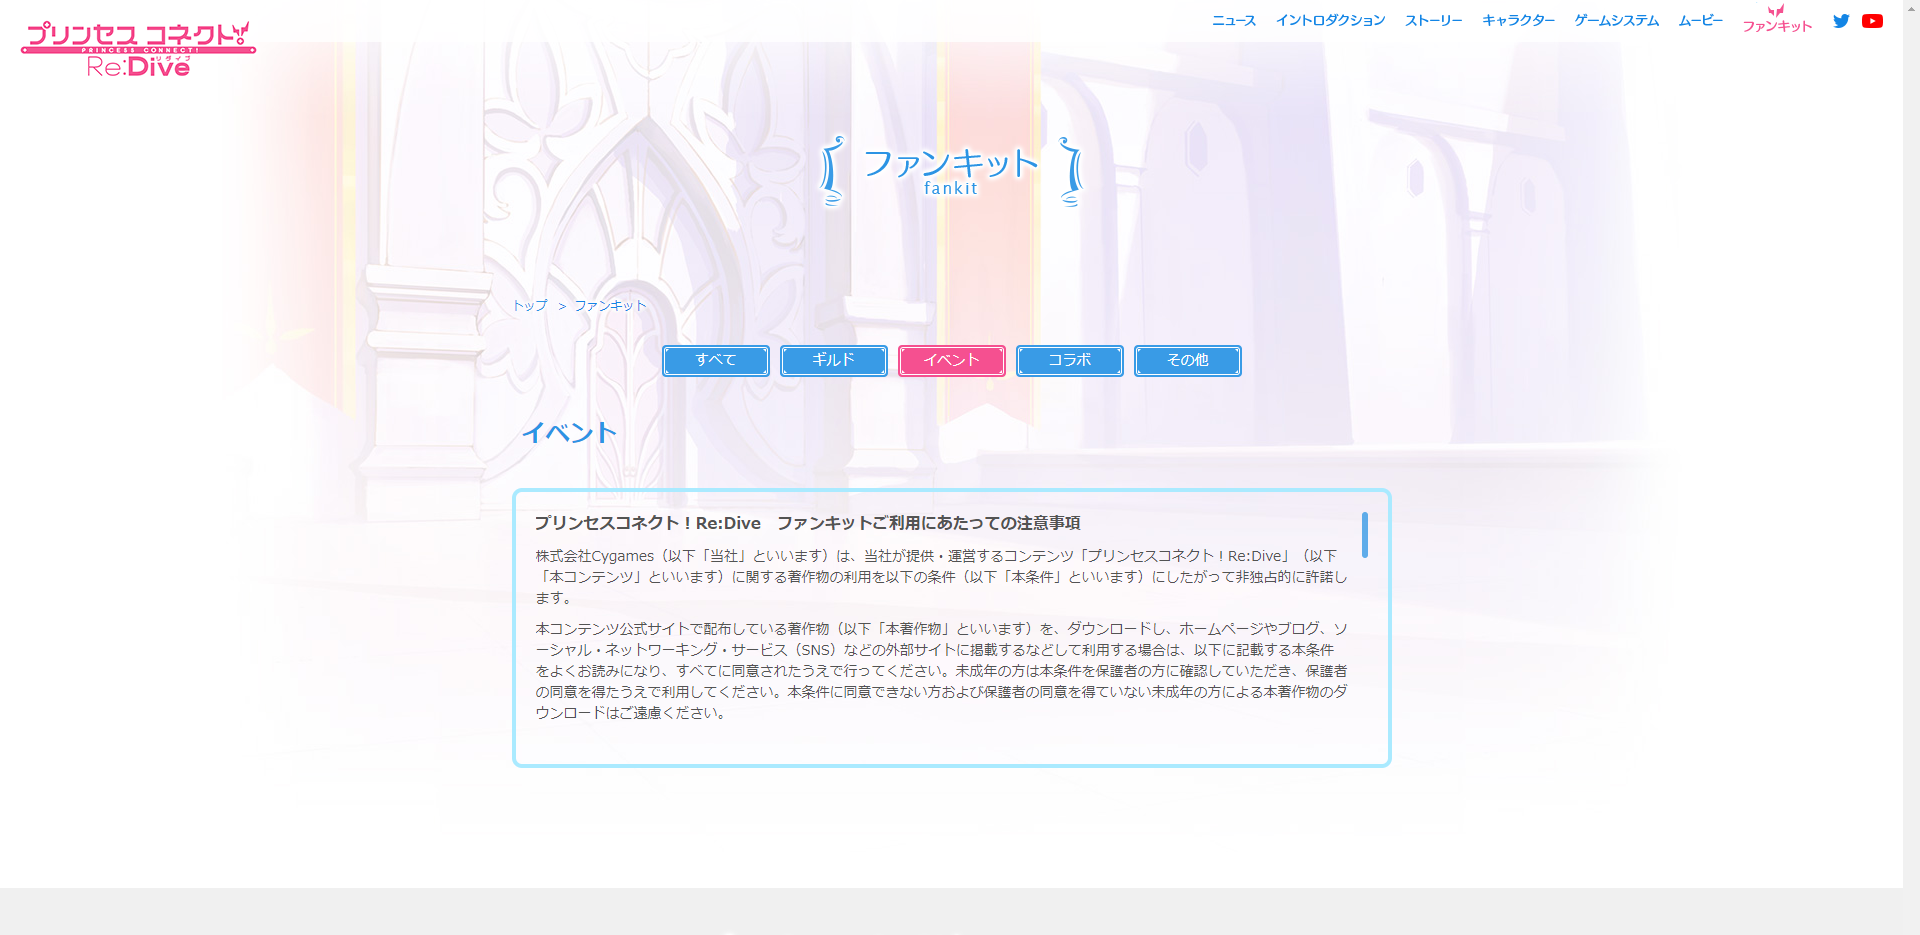 プリンセスコネクト!
PRINCESS CONNECT!
リダイブ
Re:Dive
ニュース
イントロダクション
ストーリー
キャラクター
ゲームシステム
ムービー
ファンキット
ファンキット
fankit
トップ > ファンキット
すべて
ギルド
イベント
コラボ
その他
イベント
プリンセスコネクト！Re:Dive　ファンキットご利用にあたっての注意事項
株式会社Cygames（以下「当社」といいます）は、当社が提供・運営するコンテンツ「プリンセスコネクト！Re:Dive」（以下
「本コンテンツ」といいます）に関する著作物の利用を以下の条件（以下「本条件」といいます）にしたがって非独占的に許諾し
ます。
本コンテンツ公式サイトで配布している著作物（以下「本著作物」といいます）を、ダウンロードし、ホームページやブログ、ソ
ーシャル・ネットワーキング・サービス（SNS）などの外部サイトに掲載するなどして利用する場合は、以下に記載する本条件
をよくお読みになり、すべてに同意されたうえで行ってください。未成年の方は本条件を保護者の方に確認していただき、保護者
の同意を得たうえで利用してください。本条件に同意できない方および保護者の同意を得ていない未成年の方による本著作物のダ
ウンロードはご遠慮ください。